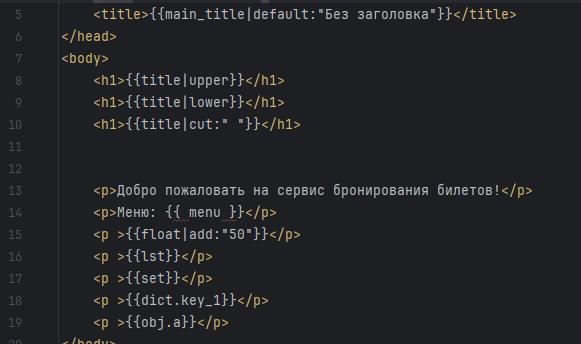 5 <title>{{main_title|default:"Без заголовка"}}</title>
6 </head>
7 <body>
8 <h1>{{title|upper}}</h1>
9 <h1>{{title|lower}}</h1>
10 <h1>{{title|cut:" "}}</h1>
11
12
13 <p>Добро пожаловать на сервис бронирования билетов!</p>
14 <p>Меню: {{ menu }}</p>
15 <p >{{float|add:"50"}}</p>
16 <p >{{lst}}</p>
17 <p >{{set}}</p>
18 <p >{{dict.key_1}}</p>
19 <p >{{obj.a}}</p>
20 </body>